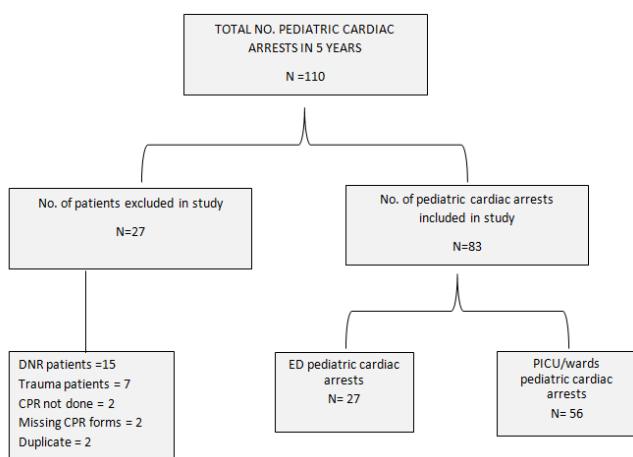 TOTAL NO. PEDIATRIC CARDIAC
ARRESTS IN 5 YEARS
N =110
No. of patients excluded in study
N=27
No. of pediatric cardiac arrests
included in study
N=83
DNR patients =15
Trauma patients = 7
CPR not done = 2
Missing CPR forms = 2
Duplicate = 2
ED pediatric cardiac
arrests
N= 27
PICU/wards
pediatric cardiac
arrests
N= 56